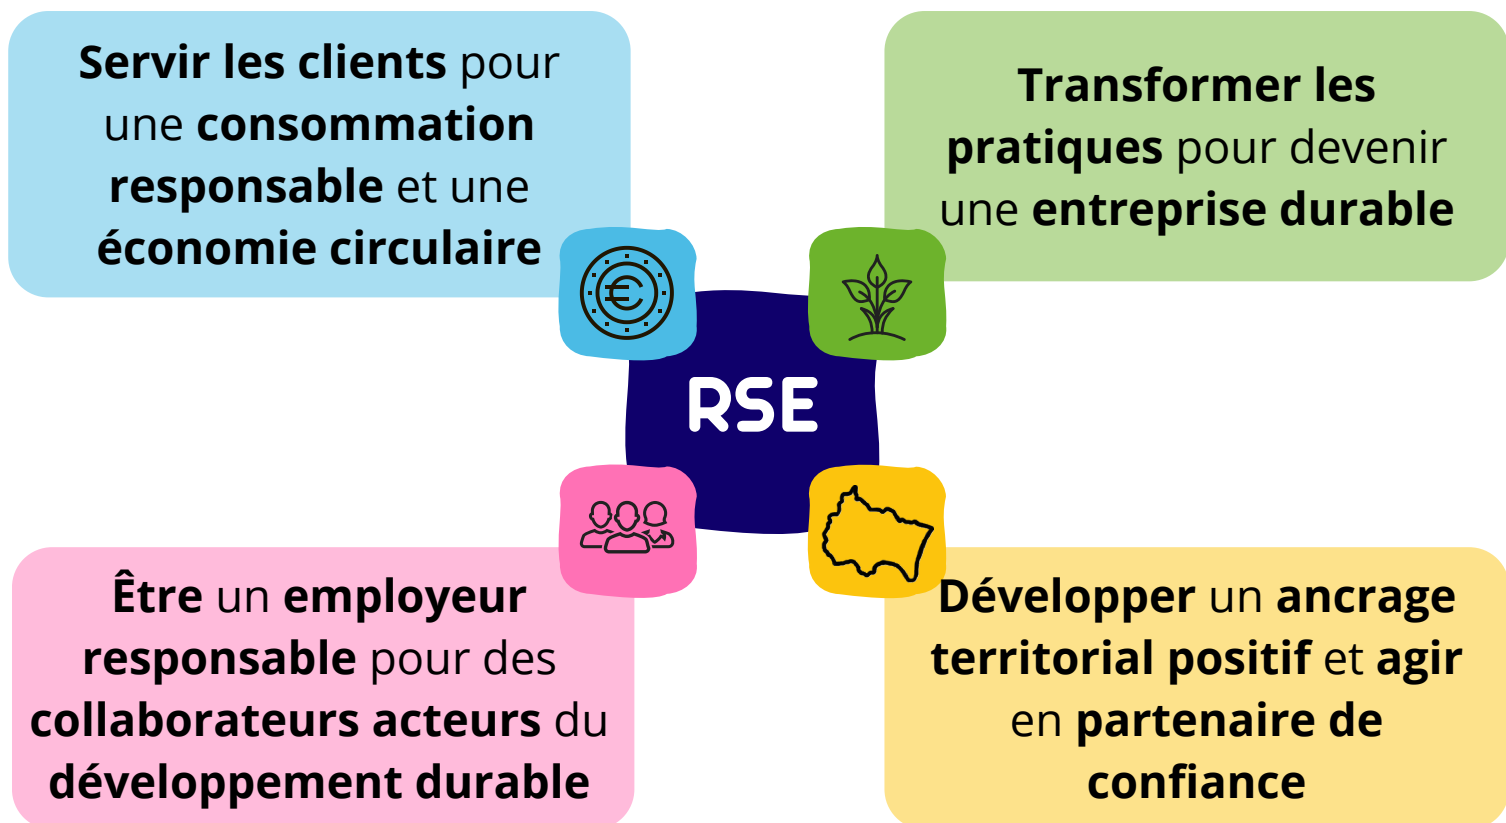 Servir les clients pour
une consommation
responsable et une
économie circulaire
Transformer les
pratiques pour devenir
une entreprise durable
RSE
Être un employeur
responsable pour des
collaborateurs acteurs du
développement durable
Développer un ancrage
territorial positif et agir
en partenaire de
confiance